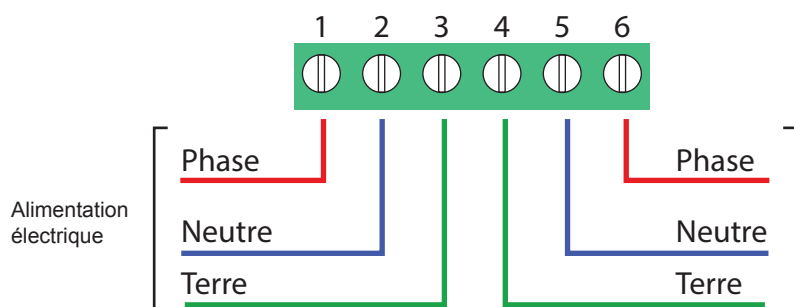 1 2 3 4 5 6
Phase Phase
Alimentation
électrique
Neutre Neutre
Terre Terre